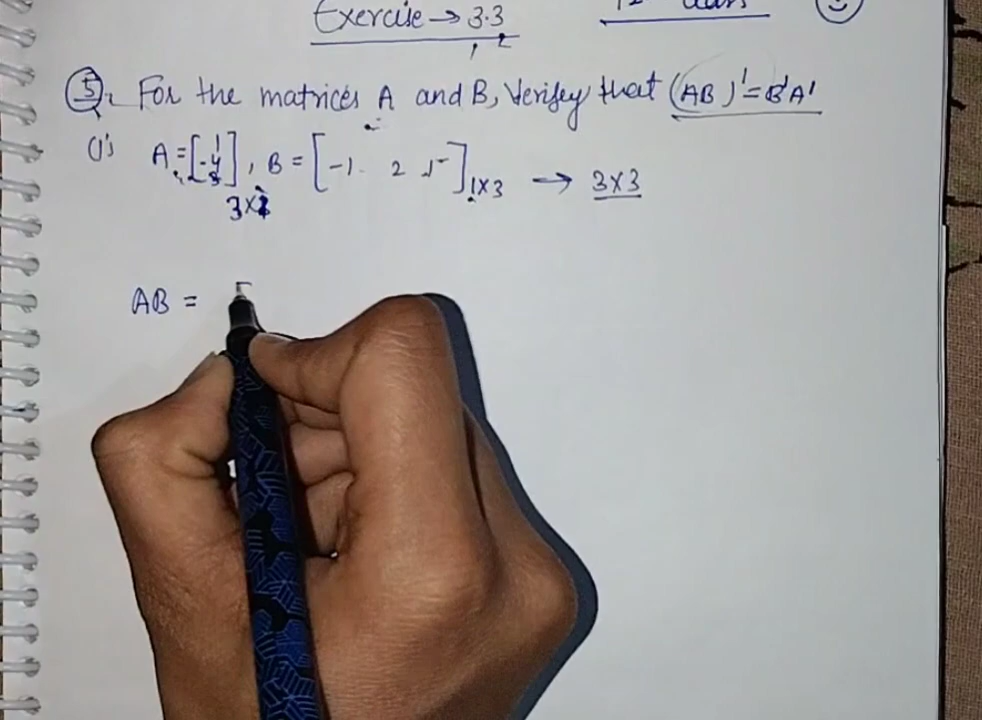 Exercise → 3.3
Q5. For the matrices A and B, Verify that (AB)' = B'A'
(i) A = [1 -4 3], B = [-1 2 1]1×3 → 3×3
3×1
AB =